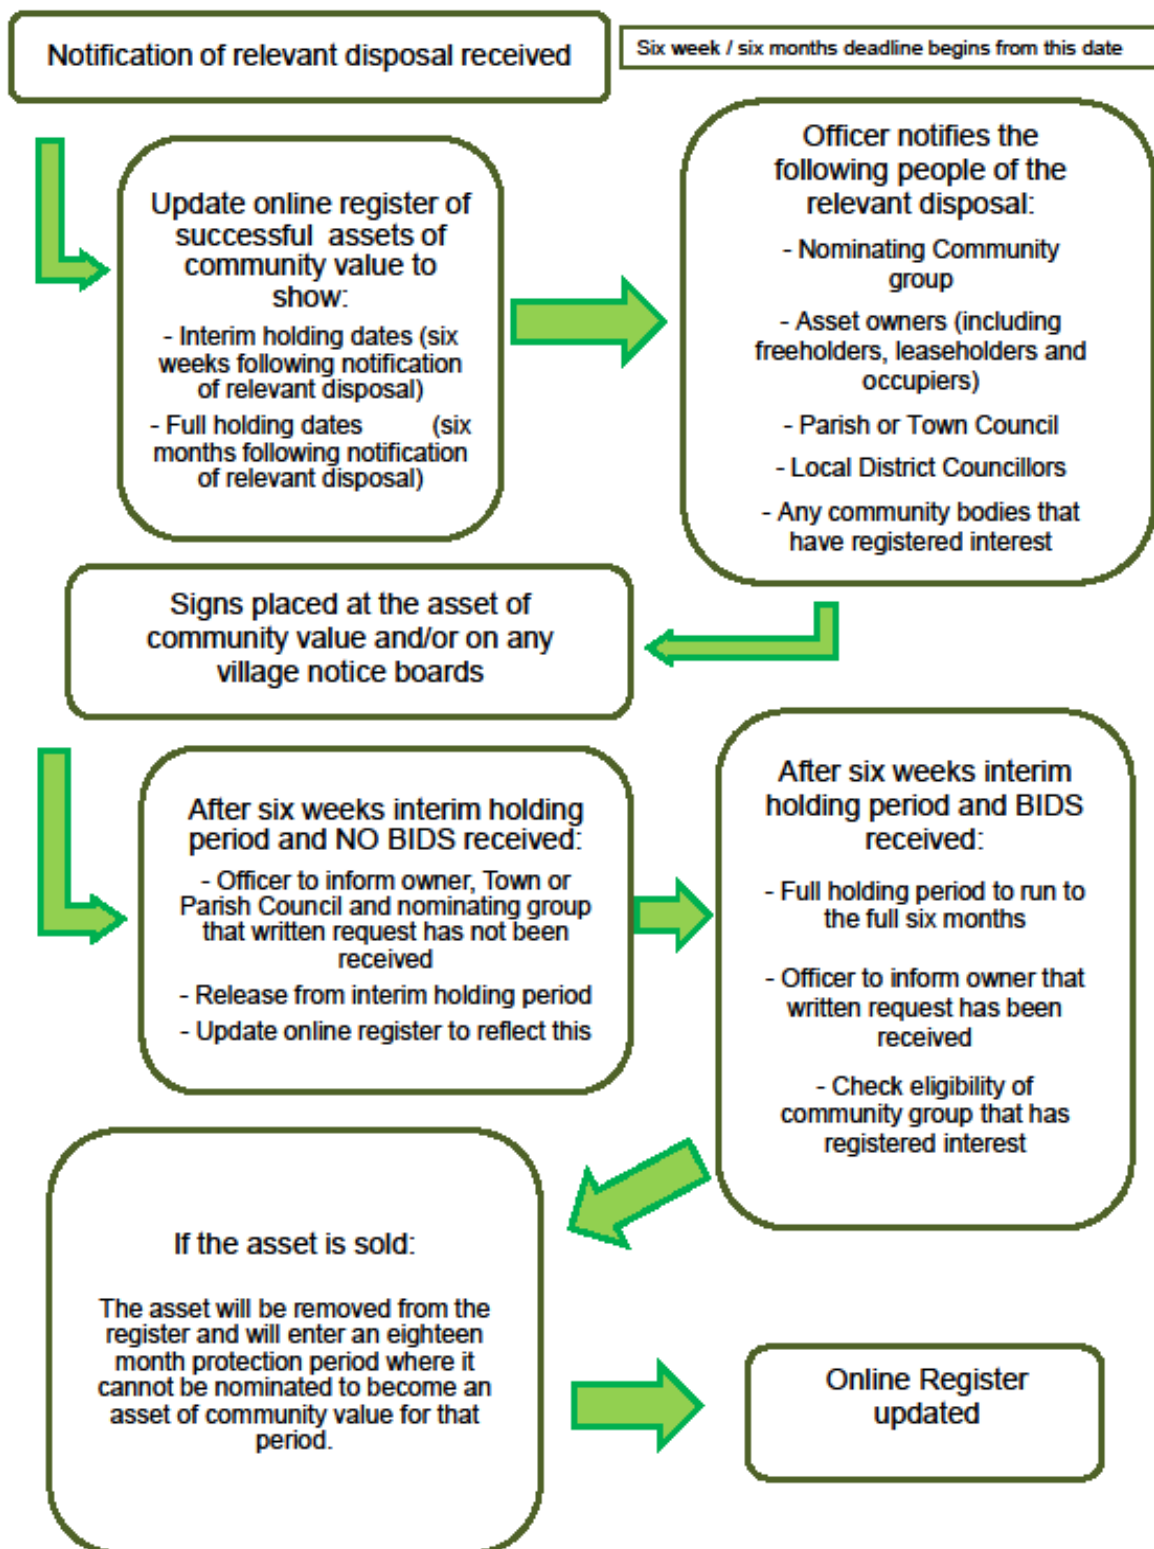 Notification of relevant disposal received
Six week / six months deadline begins from this date
Update online register of
successful assets of
community value to
show:
- Interim holding dates (six
weeks following notification
of relevant disposal)
- Full holding dates (six
months following notification
of relevant disposal)
Officer notifies the
following people of the
relevant disposal:
- Nominating Community
group
- Asset owners (including
freeholders, leaseholders and
occupiers)
- Parish or Town Council
- Local District Councillors
- Any community bodies that
have registered interest
Signs placed at the asset of
community value and/or on any
village notice boards
After six weeks interim holding
period and NO BIDS received:
- Officer to inform owner, Town or
Parish Council and nominating group
that written request has not been
received
- Release from interim holding period
- Update online register to reflect this
After six weeks interim
holding period and BIDS
received:
- Full holding period to run to
the full six months
- Officer to inform owner that
written request has been
received
- Check eligibility of
community group that has
registered interest
If the asset is sold:
The asset will be removed from the
register and will enter an eighteen
month protection period where it
cannot be nominated to become an
asset of community value for that
period.
Online Register
updated